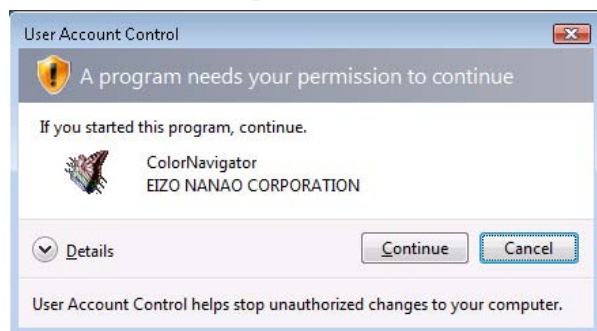 User Account Control
A program needs your permission to continue
If you started this program, continue.
ColorNavigator
EIZO NANAO CORPORATION
Details
Continue
Cancel
User Account Control helps stop unauthorized changes to your computer.